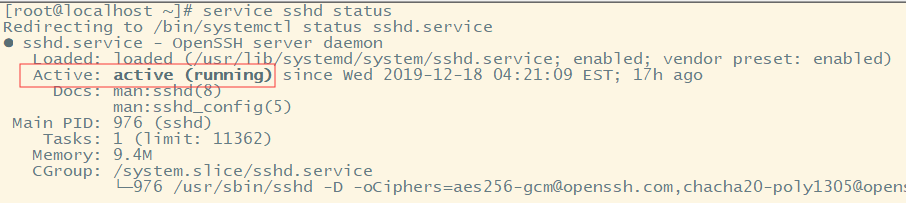 [root@localhost ~]# service sshd status
Redirecting to /bin/systemctl status sshd.service
● sshd.service - OpenSSH server daemon
Loaded: loaded (/usr/lib/systemd/system/sshd.service; enabled; vendor preset: enabled)
Active: active (running) since Wed 2019-12-18 04:21:09 EST; 17h ago
Docs: man:sshd(8)
man:sshd_config(5)
Main PID: 976 (sshd)
Tasks: 1 (limit: 11362)
Memory: 9.4M
CGroup: /system.slice/sshd.service
└─976 /usr/sbin/sshd -D -oCiphers=aes256-gcm@openssh.com,chacha20-poly1305@opens